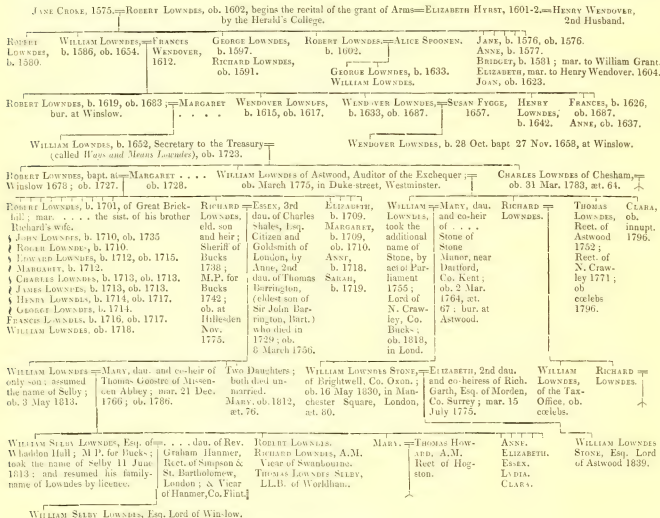 JANE CROKE, 1575.=ROBERT LOWNDES, ob. 1602, begins the recital of the grant of Arms=ELIZABETH HYRST, 1601-2.=HENRY WENDOVER,
by the Herald's College. 2nd Husband.
ROBERT LOWNDES, b. 1580.
WILLIAM LOWNDES, b. 1586, ob. 1654.
=FRANCIS WENDOVER, 1612.
GEORGE LOWNDES, b. 1597.
RICHARD LOWNDES, ob. 1591.
ROBERT LOWNDES.=ALICE SPOONEN.
b. 1602.
GEORGE LOWNDES, b. 1633.
WILLIAM LOWNDES.
JANE, b. 1576, ob. 1576.
ANNE, b. 1577.
BRIDGET, b. 1581; mar. to William Grant.
ELIZABETH, mar. to Henry Wendover. 1604.
JOAN, ob. 1623.
ROBERT LOWNDES, b. 1619, ob. 1683;=MARGARET . . . .
bur. at Winslow.
WENDOVER LOWNDES, b. 1615, ob. 1617.
WENDOVER LOWNDES, b. 1633, ob. 1687.
=SUSAN FYGGE, 1657.
HENRY LOWNDES, b. 1642.
FRANCES, b. 1626, ob. 1687.
ANNE, ob. 1637.
WILLIAM LOWNDES, b. 1652, Secretary to the Treasury=
(called Ways and Means Lowndes), ob. 1723.
WENDOVER LOWNDES, b. 28 Oct. bapt 27 Nov. 1658, at Winslow.
ROBERT LOWNDES, bapt. at=MARGARET . . . .
Winslow 1678; ob. 1727. ob. 1728.
WILLIAM LOWNDES of Astwood, Auditor of the Exchequer;=
ob. March 1775, in Duke-street, Westminster.
CHARLES LOWNDES of Chesham,=
ob. 31 Mar. 1783, æt. 64.
ROBERT LOWNDES, b. 1701, of Great Brickhill; mar. . . . . the sist. of his brother
Richard's wife.
JOHN LOWNDES, b. 1710, ob. 1735
ROGER LOWNDES, b. 1710.
EDWARD LOWNDES, b. 1712, ob. 1715.
MARGARET, b. 1712.
CHARLES LOWNDES, b. 1713, ob. 1713.
JAMES LOWNDES, b. 1713, ob. 1713.
HENRY LOWNDES, b. 1714, ob. 1717.
GEORGE LOWNDES, b. 1714.
FRANCIS LOWNDES, b. 1716, ob. 1717.
WILLIAM LOWNDES, ob. 1718.
RICHARD LOWNDES, eld. son and heir; Sheriff of Bucks 1738; M.P. for Bucks 1742; ob. at Hillesden Nov. 1775.
=ESSEX, 3rd dau. of Charles Shales, Esq. Citizen and Goldsmith of London, by Anne, 2nd dau. of Thomas Barrington, (eldest son of Sir John Barrington, Bart.) who died in 1729; ob. 8 March 1756.
ELIZABETH, b. 1709.
MARGARET, b. 1709, ob. 1710.
ANNE, b. 1718.
SARAH, b. 1719.
WILLIAM LOWNDES, took the additional name of Stone, by act of Parliament 1755; Lord of N. Crawley, Co. Bucks; ob. 1818, in Lond.
=MARY, dau. and co-heir of . . . . Stone of Stone Manor, near Dartford, Co. Kent; ob. 2 Mar. 1764, æt. 67; bur. at Astwood.
RICHARD LOWNDES.
THOMAS LOWNDES, Rect. of Astwood 1752; Rect. of N. Crawley 1771; ob cœlebs 1796.
CLARA, ob. innupt. 1796.
WILLIAM LOWNDES only son; assumed the name of Selby; ob. 3 May 1813.
=MARY, dau. and co-heir of Thomas Goostre of Missenden Abbey; mar. 21 Dec. 1766; ob. 1786.
Two Daughters; both died unmarried.
MARY. ob. 1812, æt. 76.
WILLIAM LOWNDES STONE, of Brightwell, Co. Oxon.; ob. 16 May 1830, in Manchester Square, London, æt. 80.
=ELIZABETH, 2nd dau. and co-heiress of Rich. Garth, Esq. of Morden, Co. Surrey; mar. 15 July 1775.
WILLIAM LOWNDES, of the Tax-Office, ob. cœlebs.
RICHARD LOWNDES.
WILLIAM SELBY LOWNDES, Esq. of Whaddon Hall; M.P. for Bucks; took the name of Selby 11 June 1813; and resumed his family-name of Lowndes by licence.
= . . . . dau. of Rev. Graham Hanmer, Rect. of Simpson & St. Bartholomew, London; & Vicar of Hanmer, Co. Flint.
ROBERT LOWNDES.
RICHARD LOWNDES, A.M. Vicar of Swanbourne.
THOMAS LOWNDES SELBY, LL.B. of Worldham.
MARY.=THOMAS HOWARD, A.M. Rect of Hogston.
ANNE.
ELIZABETH.
ESSEX.
LYDIA.
CLARA.
WILLIAM LOWNDES STONE, Esq. Lord of Astwood 1839.
WILLIAM SELBY LOWNDES, Esq. Lord of Winslow.